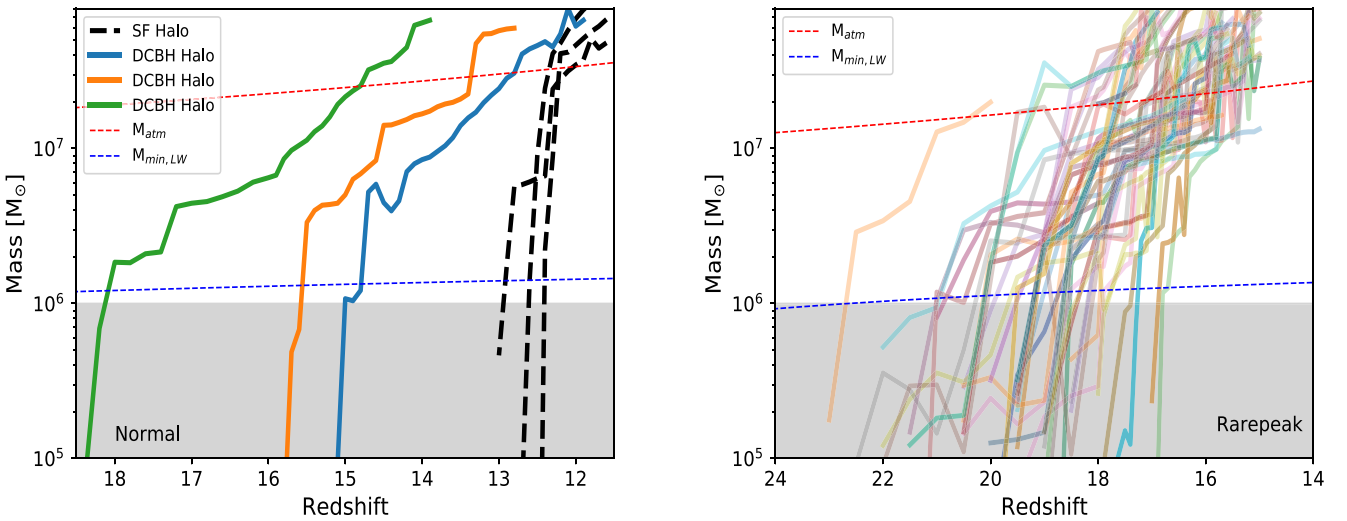 SF Halo
DCBH Halo
DCBH Halo
DCBH Halo
M_atm
M_min,LW
Normal
Mass [M_⊙]
10^7
10^6
10^5
18 17 16 15 14 13 12
Redshift
M_atm
M_min,LW
Rarepeak
Mass [M_⊙]
10^7
10^6
10^5
24 22 20 18 16 14
Redshift